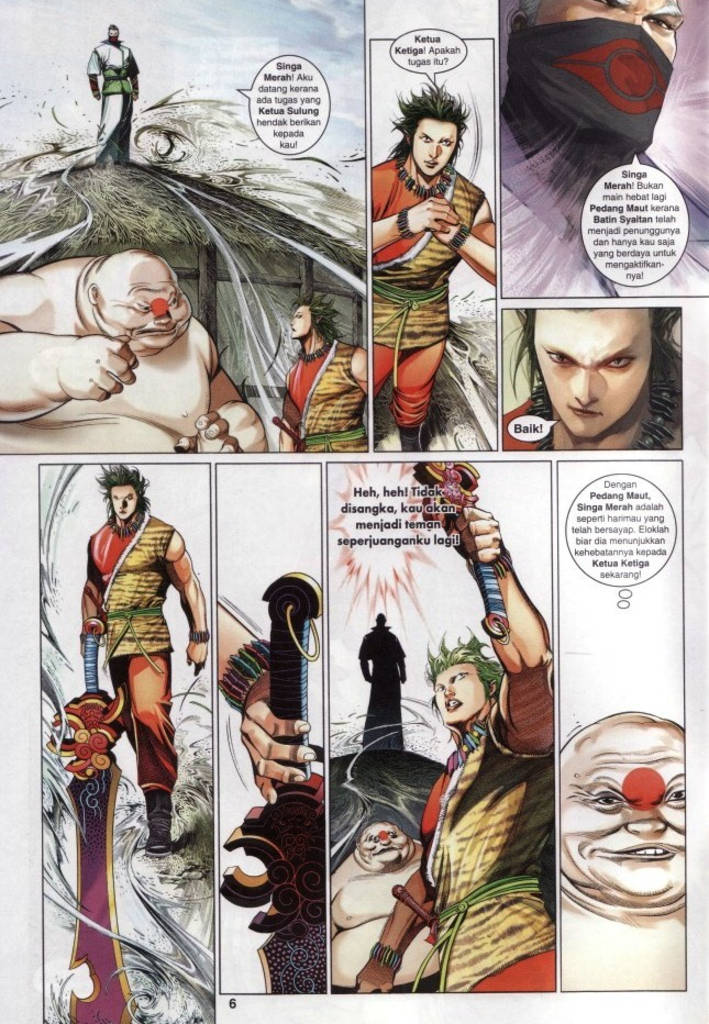 Singa
Merah! Aku
datang kerana
ada tugas yang
Ketua Sulung
hendak berikan
kepada
kau!
Ketua
Ketiga! Apakah
tugas itu?
Singa
Merah! Bukan
main hebat lagi
Pedang Maut kerana
Batin Syaitan telah
menjadi penunggunya
dan hanya kau saja
yang berdaya untuk
mengaktifkan-
nya!
Baik!
Heh, heh! Tidak
disangka, kau akan
menjadi teman
seperjuanganku lagi!
Dengan
Pedang Maut,
Singa Merah adalah
seperti harimau yang
telah bersayap. Eloklah
biar dia menunjukkan
kehebatannya kepada
Ketua Ketiga
sekarang!
6